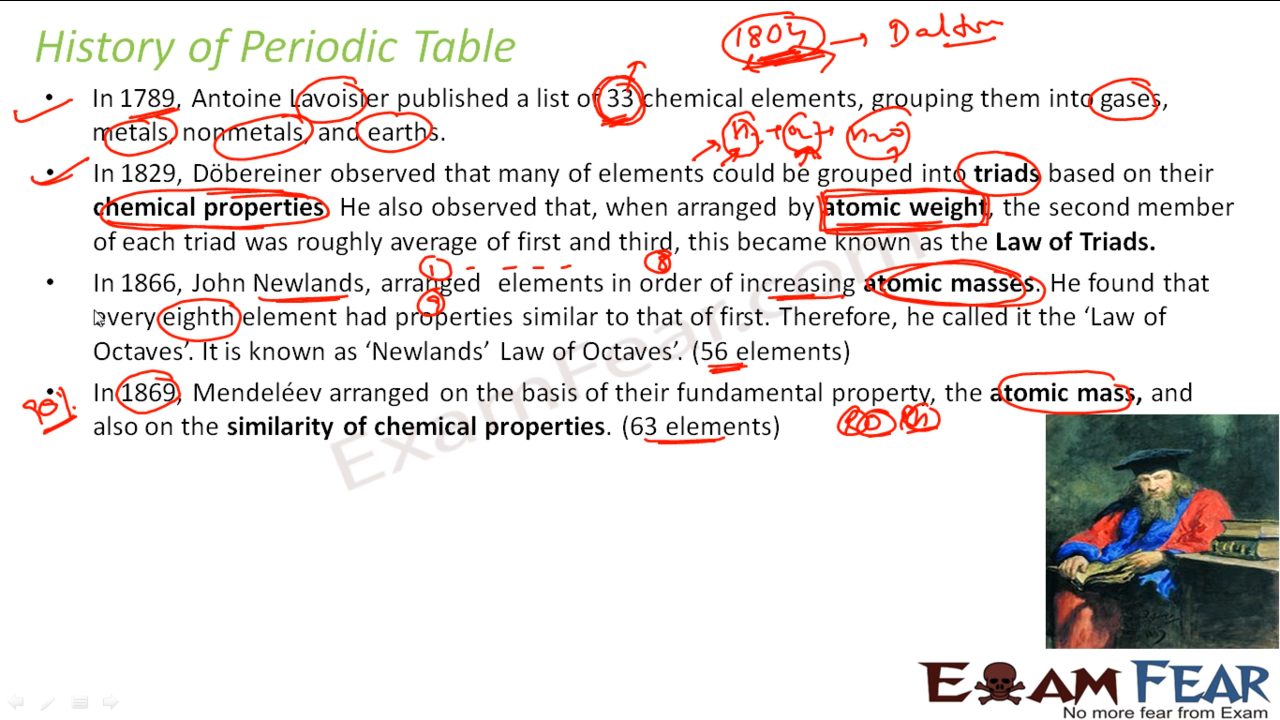 History of Periodic Table
1804 → Dalton
• In 1789, Antoine Lavoisier published a list of 33 chemical elements, grouping them into gases,
metals, nonmetals, and earths.
• In 1829, Döbereiner observed that many of elements could be grouped into triads based on their
chemical properties. He also observed that, when arranged by atomic weight, the second member
of each triad was roughly average of first and third, this became known as the Law of Triads.
1 8
• In 1866, John Newlands, arranged elements in order of increasing atomic masses. He found that
9
every eighth element had properties similar to that of first. Therefore, he called it the ‘Law of
Octaves’. It is known as ‘Newlands’ Law of Octaves’. (56 elements)
• In 1869, Mendeléev arranged on the basis of their fundamental property, the atomic mass, and
90%
also on the similarity of chemical properties. (63 elements)
ExamFear.com
EXAM FEAR
No more fear from Exam